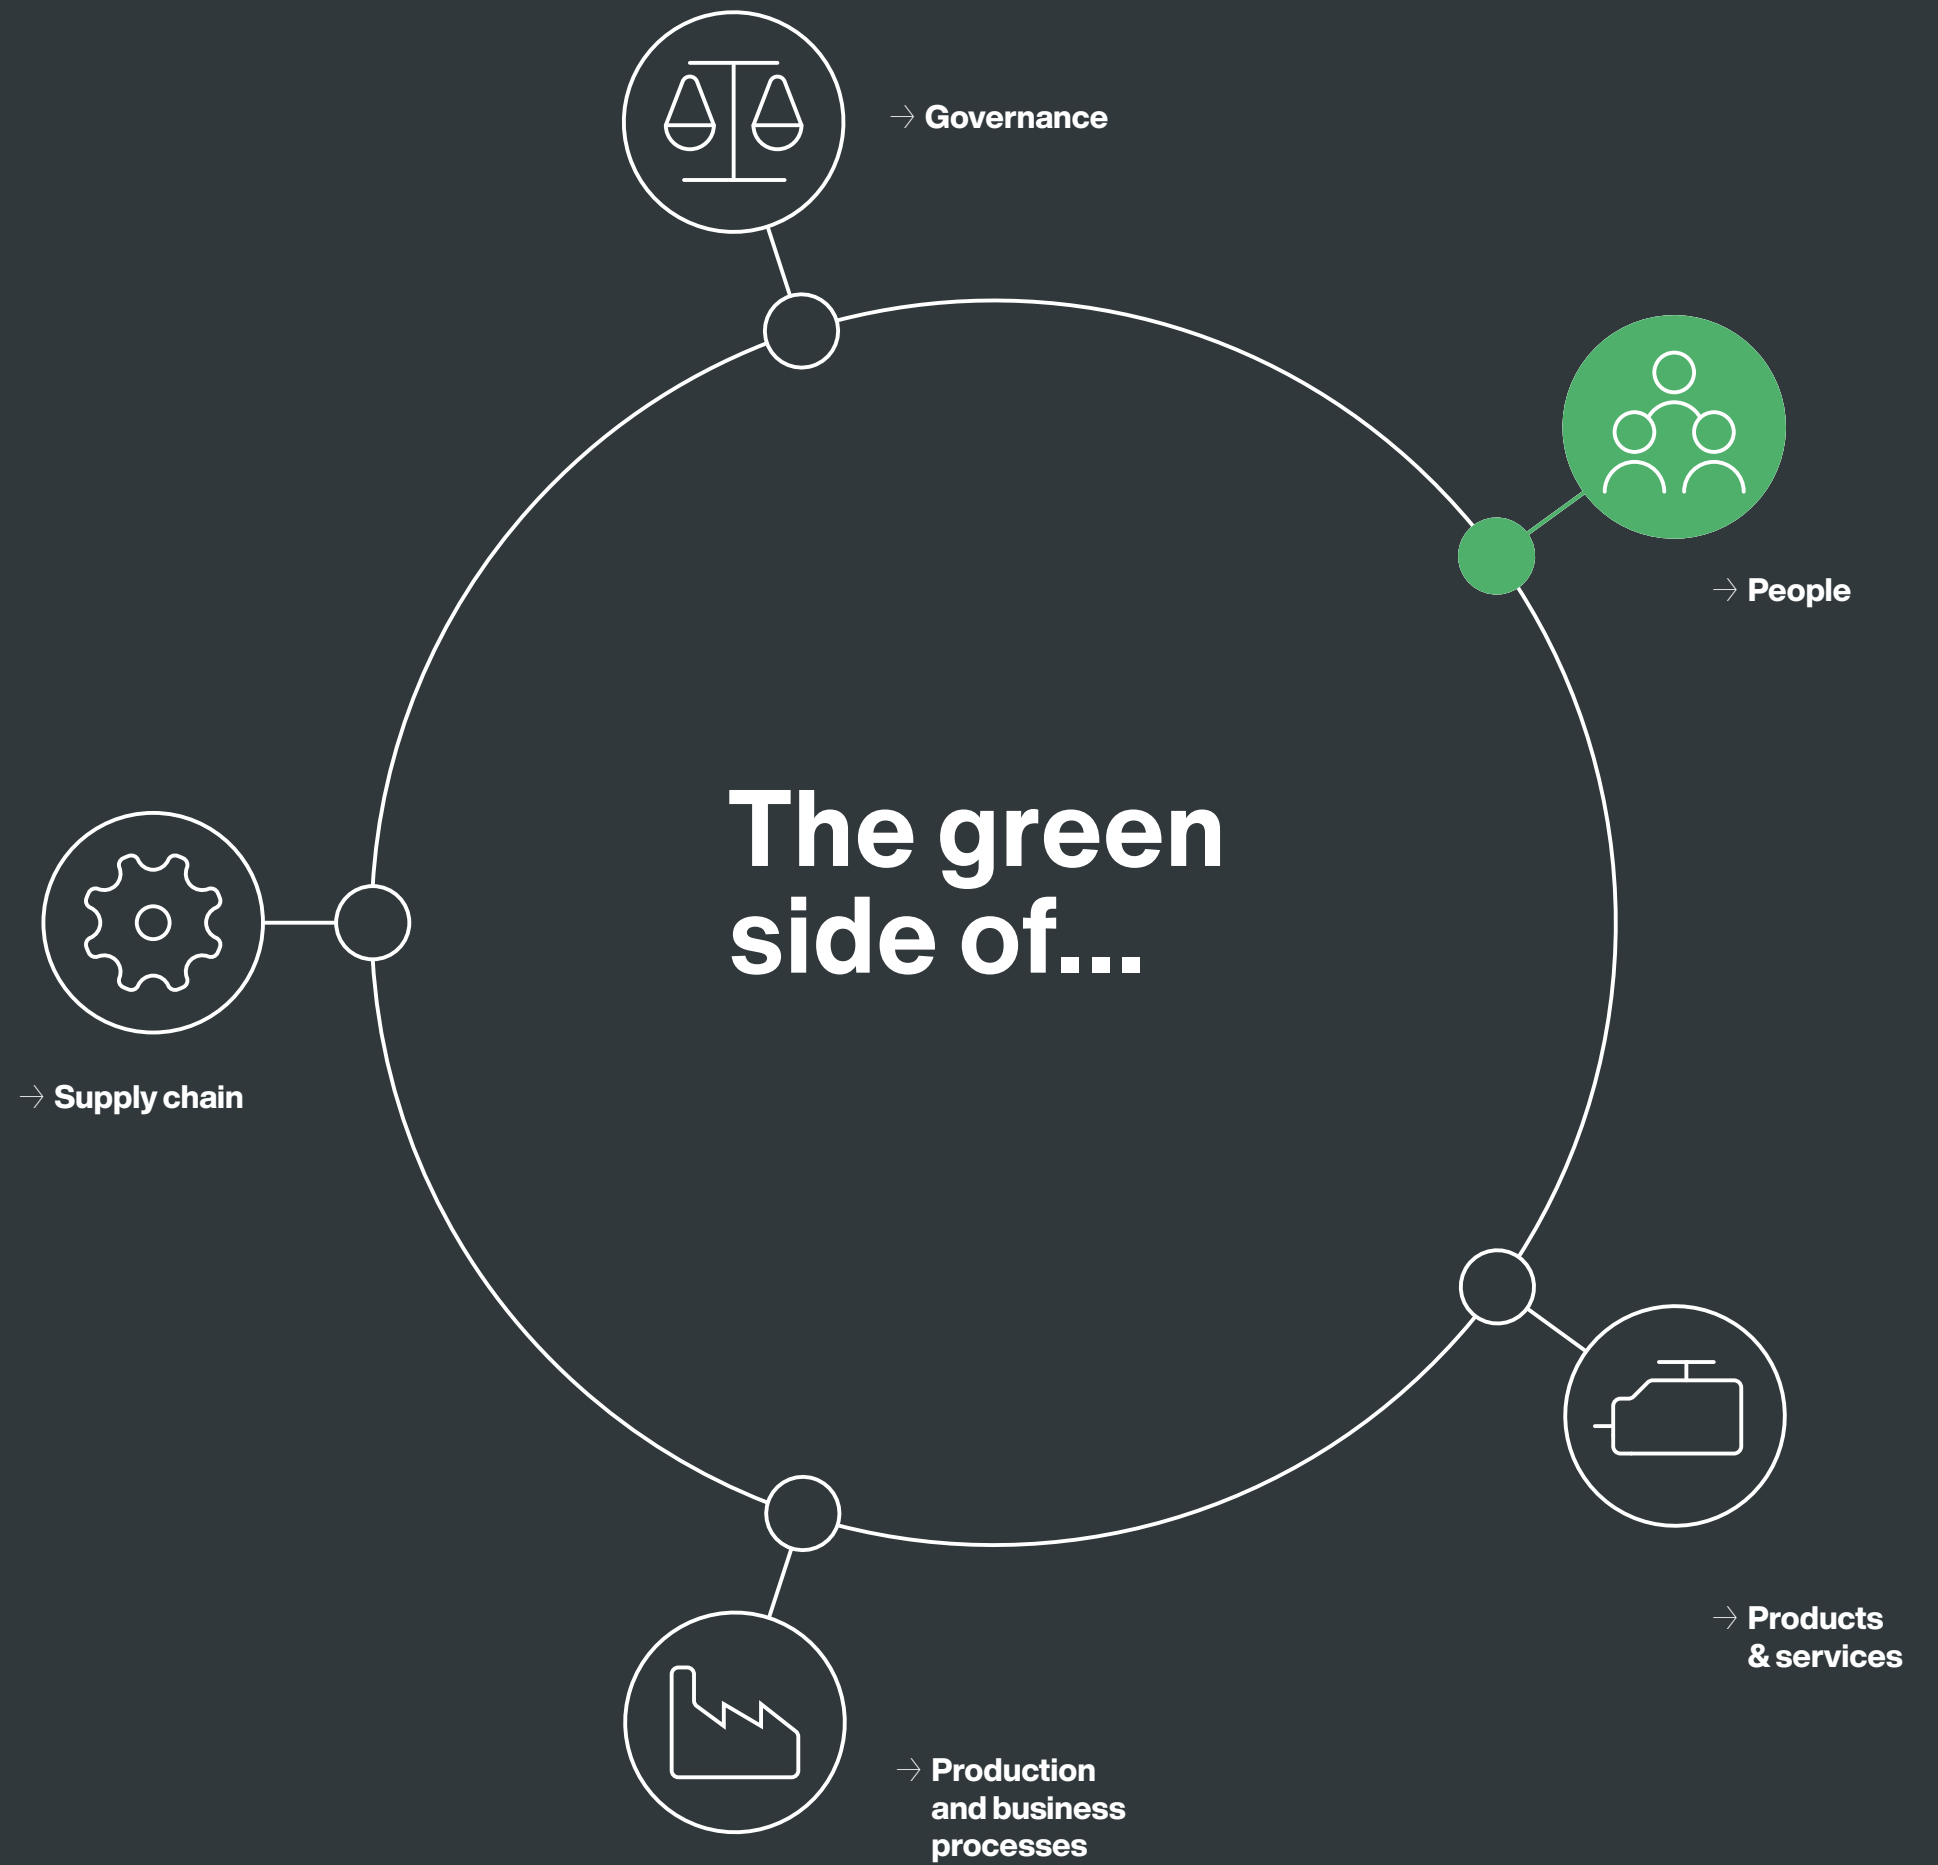 → Governance
→ People
The green
side of...
→ Supply chain
→ Products
& services
→ Production
and business
processes